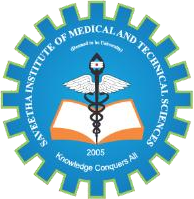 SAVEETHA INSTITUTE OF MEDICAL AND TECHNICAL SCIENCES
(Deemed to be University)
2005
Knowledge Conquers All